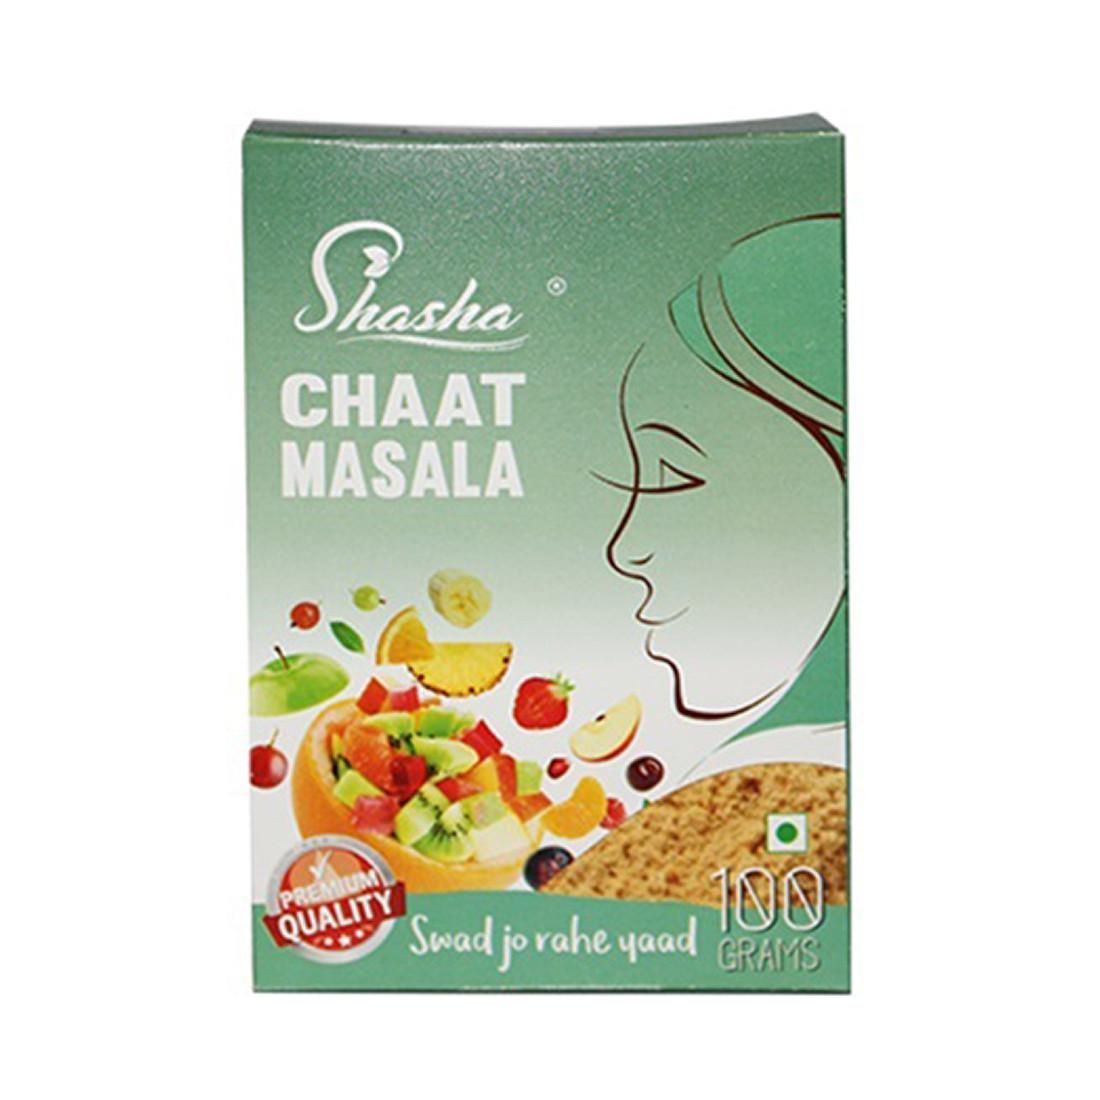 Shasha ®
CHAAT
MASALA
PREMIUM
QUALITY
Swad jo rahe yaad
100
GRAMS